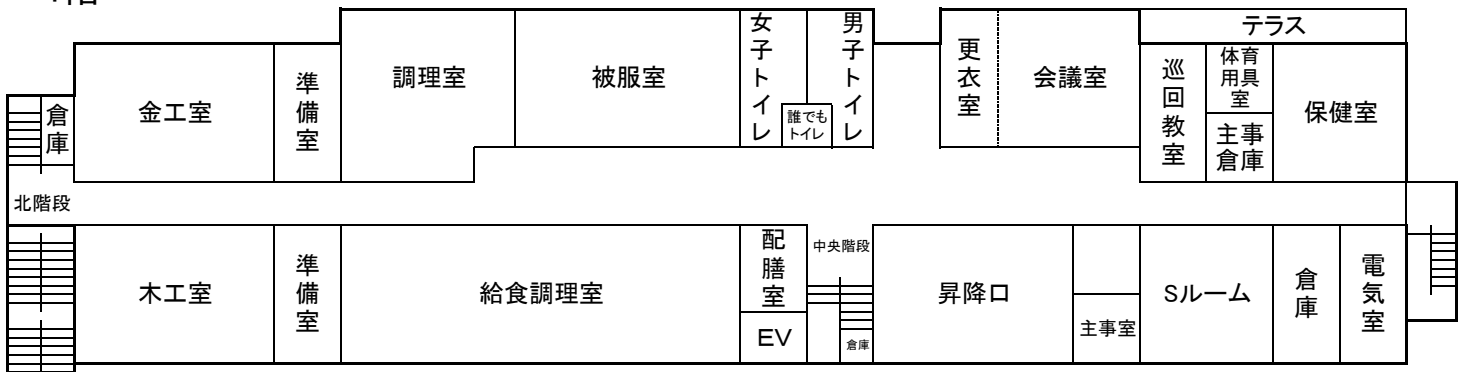 テラス
女子トイレ
男子トイレ
更衣室
会議室
調理室
被服室
巡回教室
体育用具室
保健室
倉庫
金工室
準備室
誰でもトイレ
主事倉庫
北階段
木工室
準備室
給食調理室
配膳室
EV
中央階段
倉庫
昇降口
主事室
Sルーム
倉庫
電気室